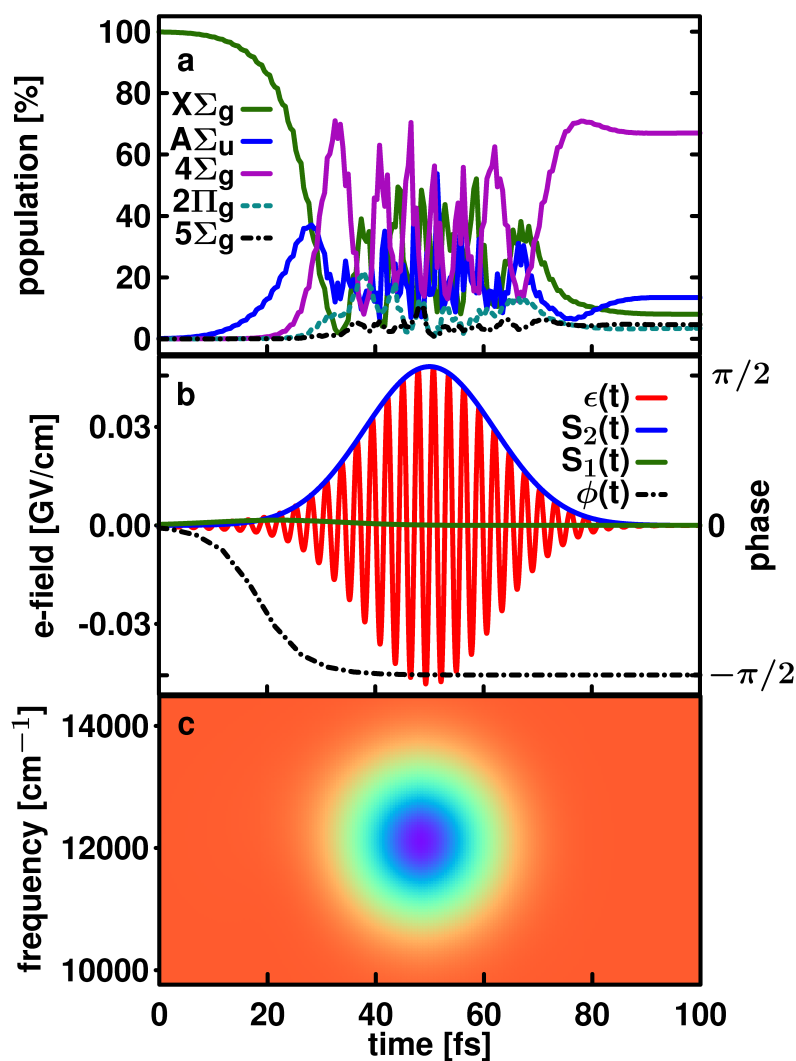 100
80
60
40
20
0
population [%]
a
XΣg
AΣu
4Σg
2Πg
5Σg
0.03
0.00
-0.03
e-field [GV/cm]
b
ϵ(t)
S₂(t)
S₁(t)
ϕ(t)
π/2
0
−π/2
phase
14000
12000
10000
frequency [cm⁻¹]
c
0 20 40 60 80 100
time [fs]